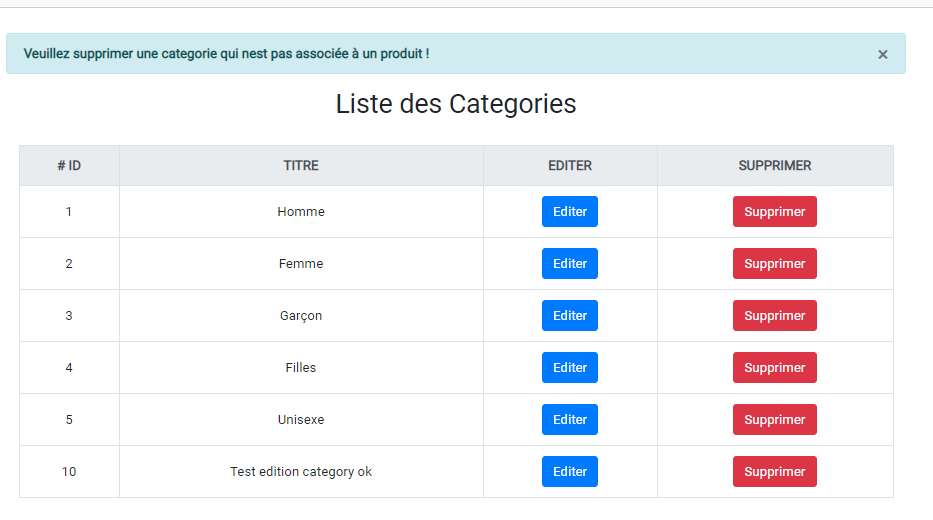 Veuillez supprimer une categorie qui nest pas associée à un produit ! ×
Liste des Categories
# ID TITRE EDITER SUPPRIMER
1 Homme Editer Supprimer
2 Femme Editer Supprimer
3 Garçon Editer Supprimer
4 Filles Editer Supprimer
5 Unisexe Editer Supprimer
10 Test edition category ok Editer Supprimer